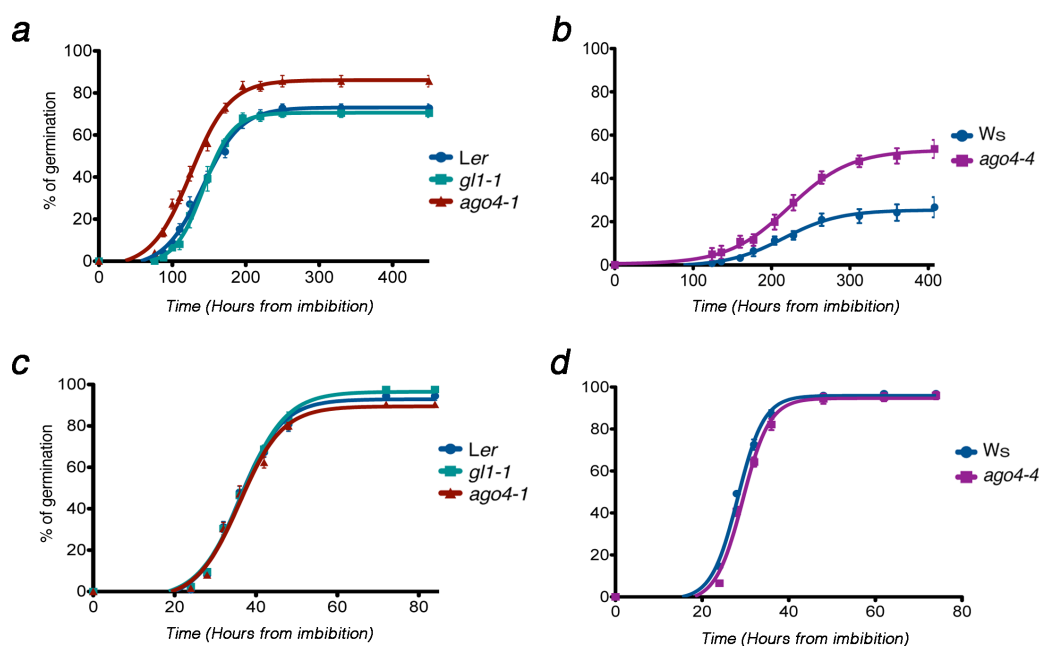 a
100
80
60
40
20
0
% of germination
0 100 200 300 400
Time (Hours from imbibition)
Ler
gl1-1
ago4-1
b
100
80
60
40
20
0
0 100 200 300 400
Time (Hours from imbibition)
Ws
ago4-4
c
100
80
60
40
20
0
% of germination
0 20 40 60 80
Time (Hours from imbibition)
Ler
gl1-1
ago4-1
d
100
80
60
40
20
0
0 20 40 60 80
Time (Hours from imbibition)
Ws
ago4-4